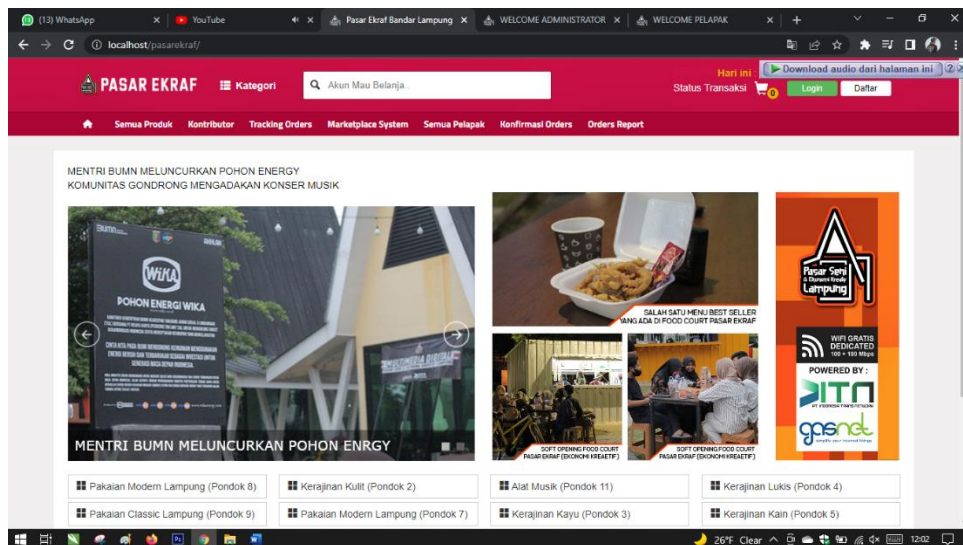 (13) WhatsApp
YouTube
Pasar Ekraf Bandar Lampung
WELCOME ADMINISTRATOR
WELCOME PELAPAK
localhost/pasarekraf/
PASAR EKRAF
Kategori
Akun Mau Belanja..
Hari ini :
Download audio dari halaman ini
Status Transaksi
0
Login
Daftar
Semua Produk
Kontributor
Tracking Orders
Marketplace System
Semua Pelapak
Konfirmasi Orders
Orders Report
MENTRI BUMN MELUNCURKAN POHON ENERGY
KOMUNITAS GONDRONG MENGADAKAN KONSER MUSIK
WIKA
POHON ENERGI WIKA
MULTIMEDIA DIGITAL
MENTRI BUMN MELUNCURKAN POHON ENRGY
SALAH SATU MENU BEST SELLER
YANG ADA DI FOOD COURT PASAR EKRAF
SOFT OPENING FOOD COURT
PASAR EKRAF (EKONOMI KREAETIF)
SOFT OPENING FOOD COURT
PASAR EKRAF (EKONOMI KREAETIF)
Pasar Seni
& Ekonomi Kreatif
Lampung
WIFI GRATIS
DEDICATED
100 + 100 Mbps
POWERED BY :
ITN
gasnet
Pakaian Modern Lampung (Pondok 8)
Kerajinan Kulit (Pondok 2)
Alat Musik (Pondok 11)
Kerajinan Lukis (Pondok 4)
Pakaian Classic Lampung (Pondok 9)
Pakaian Modern Lampung (Pondok 7)
Kerajinan Kayu (Pondok 3)
Kerajinan Kain (Pondok 5)
26°F Clear
12:02